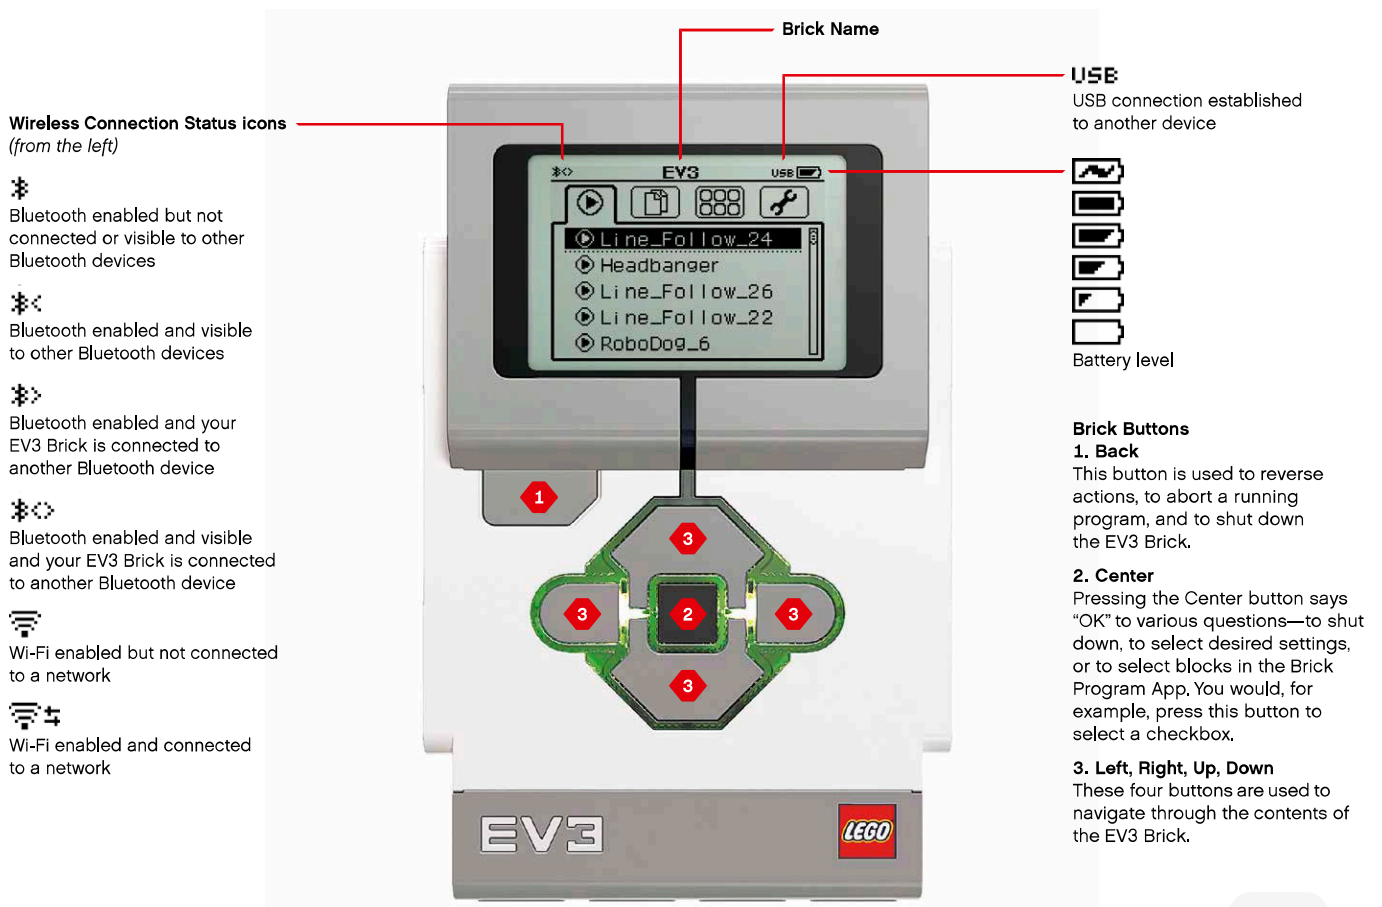 Brick Name
Wireless Connection Status icons
(from the left)
Bluetooth enabled but not
connected or visible to other
Bluetooth devices
Bluetooth enabled and visible
to other Bluetooth devices
Bluetooth enabled and your
EV3 Brick is connected to
another Bluetooth device
Bluetooth enabled and visible
and your EV3 Brick is connected
to another Bluetooth device
Wi-Fi enabled but not connected
to a network
Wi-Fi enabled and connected
to a network
EV3
USB
Line_Follow_24
Headbanger
Line_Follow_26
Line_Follow_22
RoboDog_6
1
3
3
2
3
3
EV3
LEGO
USB
USB connection established
to another device
Battery level
Brick Buttons
1. Back
This button is used to reverse
actions, to abort a running
program, and to shut down
the EV3 Brick.
2. Center
Pressing the Center button says
“OK” to various questions—to shut
down, to select desired settings,
or to select blocks in the Brick
Program App. You would, for
example, press this button to
select a checkbox.
3. Left, Right, Up, Down
These four buttons are used to
navigate through the contents of
the EV3 Brick.